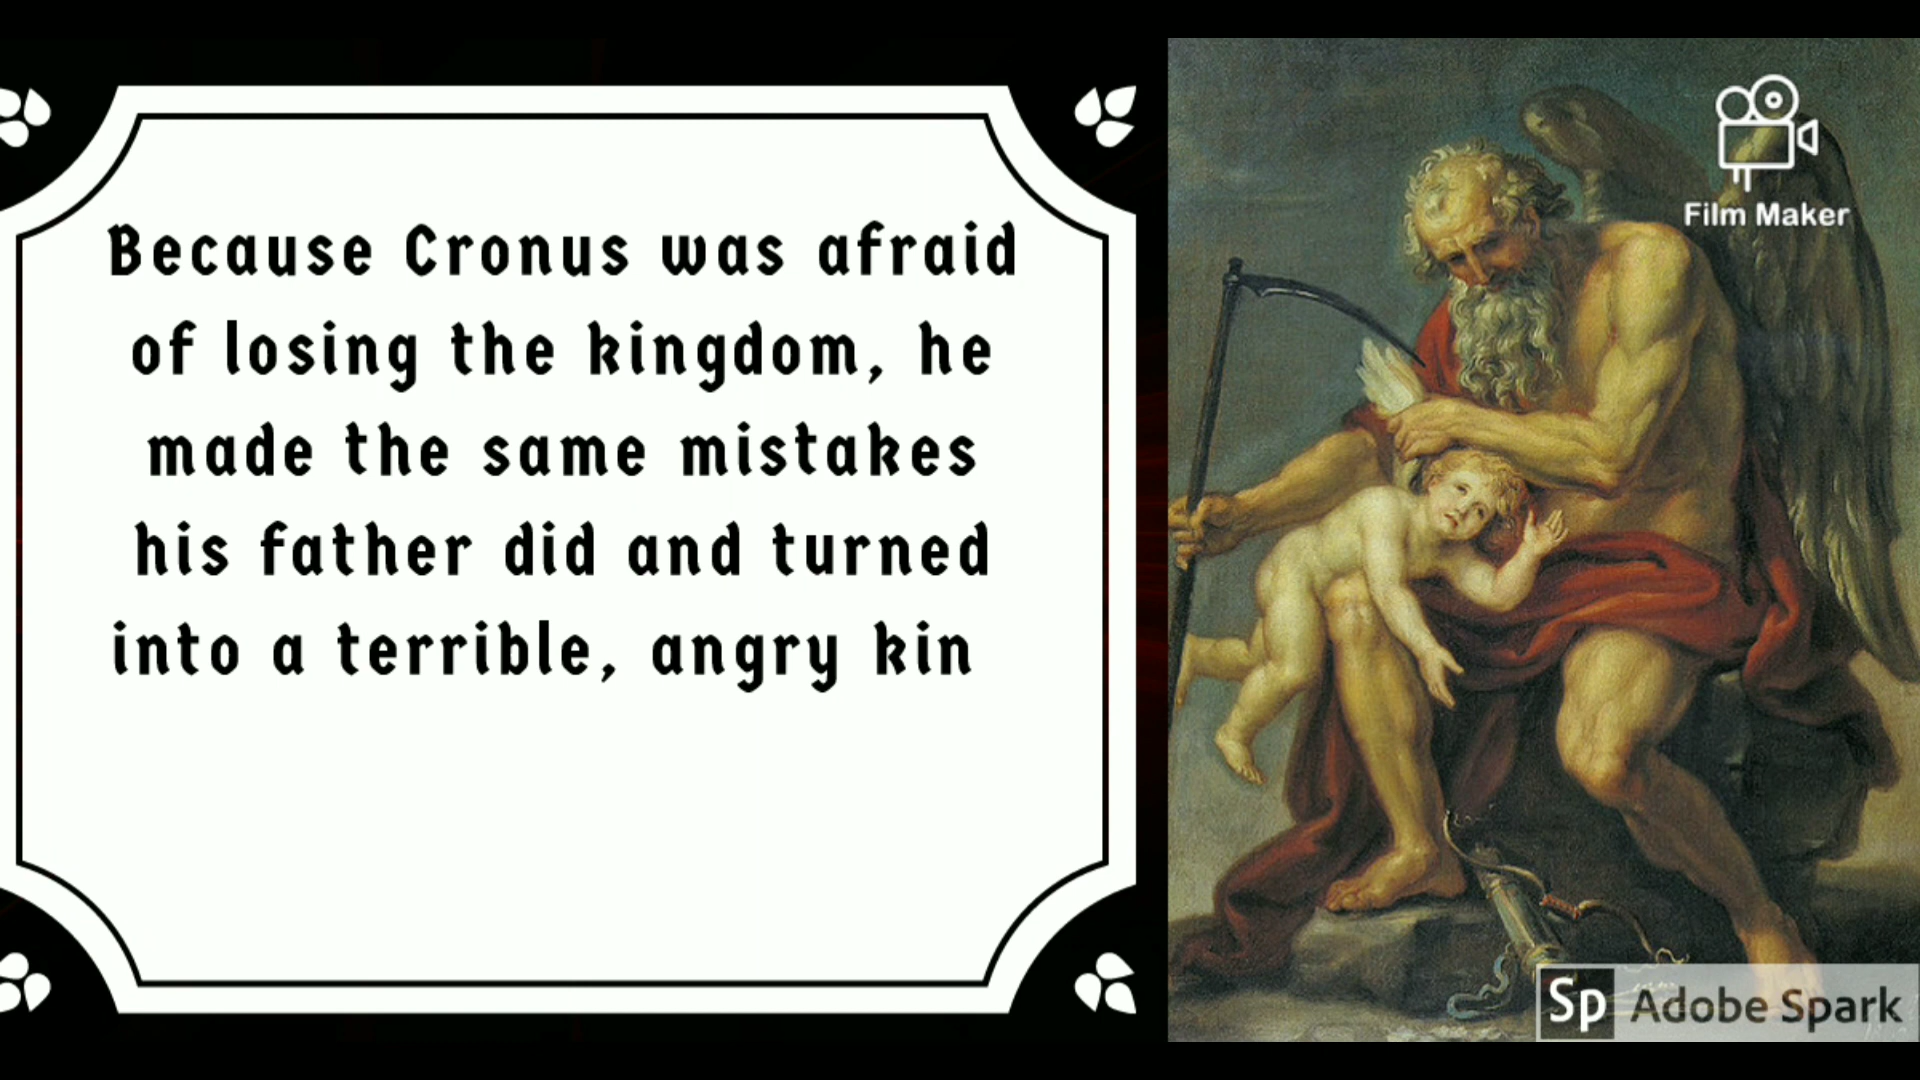 Because Cronus was afraid
of losing the kingdom, he
made the same mistakes
his father did and turned
into a terrible, angry kin
Film Maker
Sp Adobe Spark